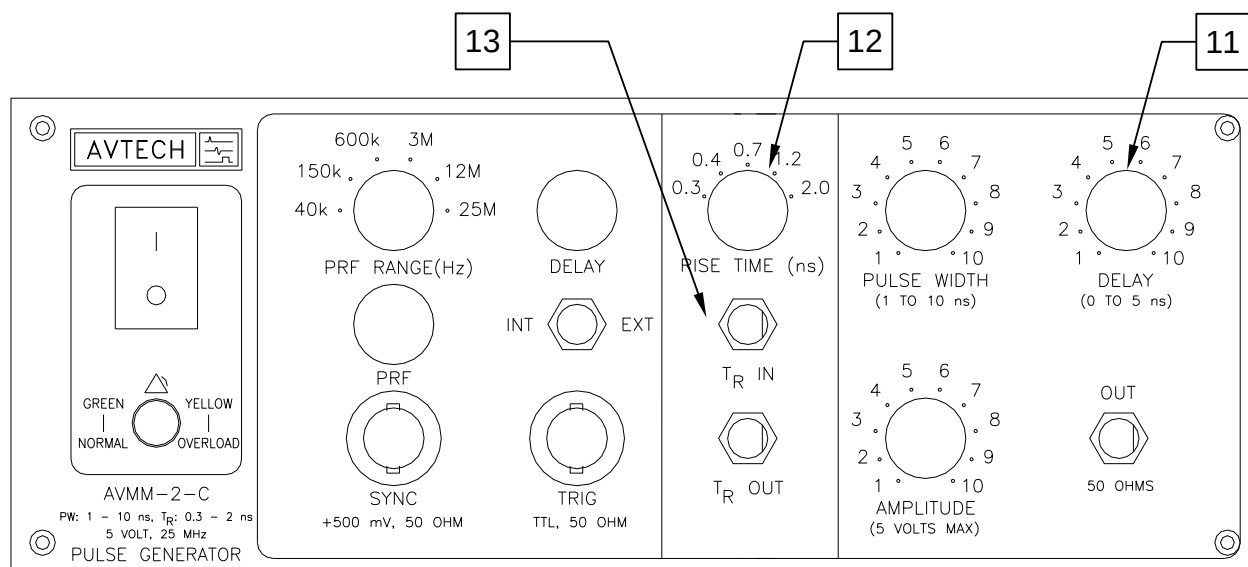 13
12
11
AVTECH
I
O
GREEN
YELLOW
NORMAL
OVERLOAD
AVMM-2-C
PW: 1 - 10 ns, TR: 0.3 - 2 ns
5 VOLT, 25 MHz
PULSE GENERATOR
40k
150k
600k
3M
12M
25M
PRF RANGE(Hz)
DELAY
INT
EXT
PRF
SYNC
+500 mV, 50 OHM
TRIG
TTL, 50 OHM
0.3
0.4
0.7
1.2
2.0
RISE TIME (ns)
TR IN
TR OUT
1
2
3
4
5
6
7
8
9
10
PULSE WIDTH
(1 TO 10 ns)
1
2
3
4
5
6
7
8
9
10
DELAY
(0 TO 5 ns)
1
2
3
4
5
6
7
8
9
10
AMPLITUDE
(5 VOLTS MAX)
OUT
50 OHMS